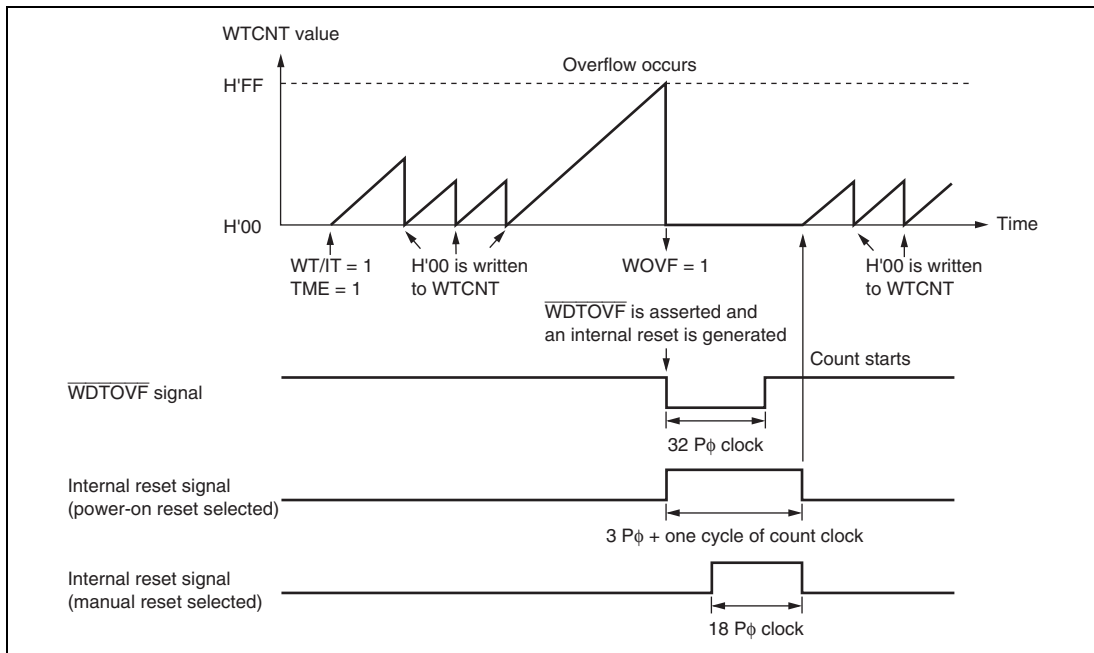 WTCNT value
Overflow occurs
H'FF
H'00
Time
WT/IT = 1
TME = 1
H'00 is written
to WTCNT
WOVF = 1
H'00 is written
to WTCNT
WDTOVF is asserted and
an internal reset is generated
Count starts
WDTOVF signal
32 Pϕ clock
Internal reset signal
(power-on reset selected)
3 Pϕ + one cycle of count clock
Internal reset signal
(manual reset selected)
18 Pϕ clock